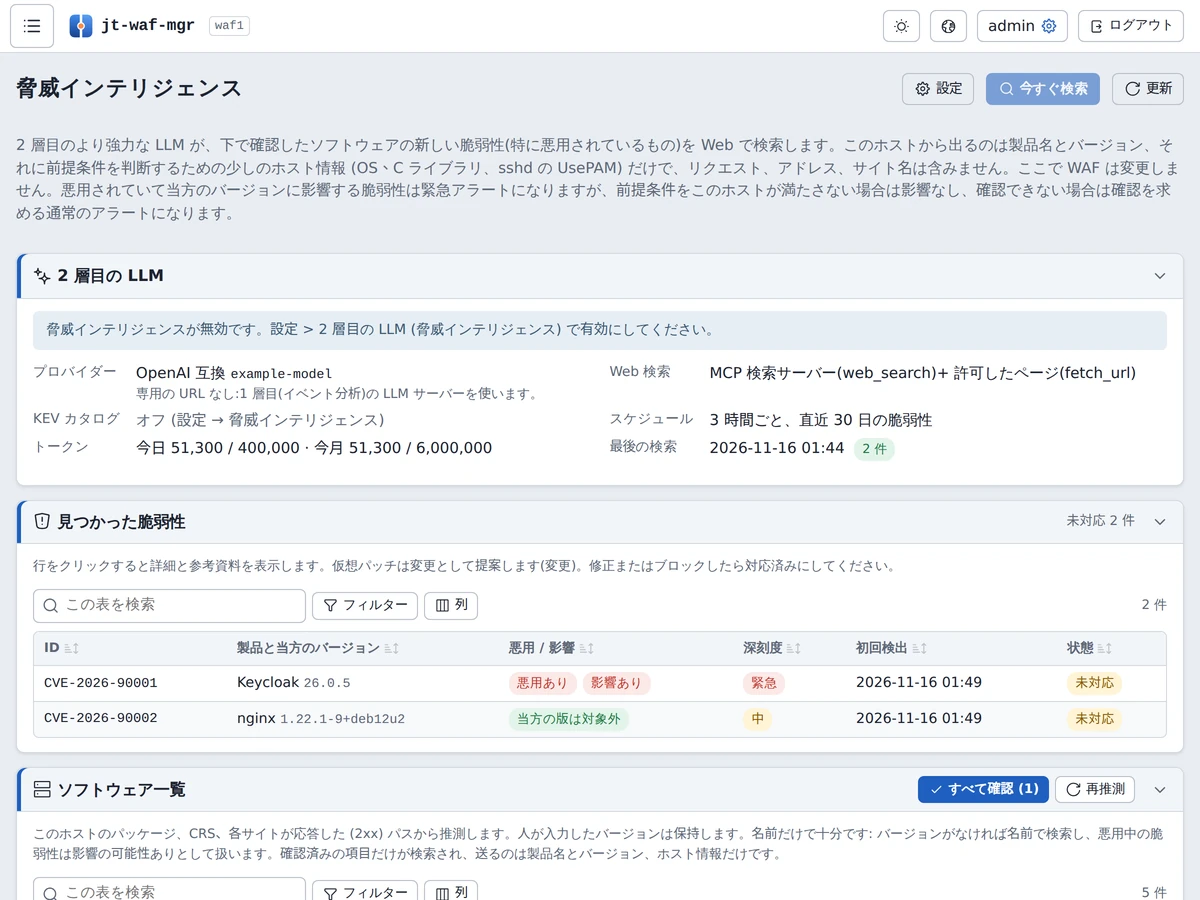 jt-waf-mgr waf1 admin ログアウト
脅威インテリジェンス 設定 今すぐ検索 更新
2 層目のより強力な LLM が、下で確認したソフトウェアの新しい脆弱性(特に悪用されているもの)を Web で検索します。このホストから出るのは製品名とバージョン、そ
れに前提条件を判断するための少しのホスト情報 (OS、C ライブラリ、sshd の UsePAM) だけで、リクエスト、アドレス、サイト名は含みません。ここで WAF は変更しま
せん。悪用されていて当方のバージョンに影響する脆弱性は緊急アラートになりますが、前提条件をこのホストが満たさない場合は影響なし、確認できない場合は確認を求
める通常のアラートになります。
2 層目の LLM
脅威インテリジェンスが無効です。設定 > 2 層目の LLM (脅威インテリジェンス) で有効にしてください。
プロバイダー OpenAI 互換 example-model Web 検索 MCP 検索サーバー(web_search)+ 許可したページ(fetch_url)
専用の URL なし:1 層目(イベント分析)の LLM サーバーを使います。
KEV カタログ オフ (設定 → 脅威インテリジェンス) スケジュール 3 時間ごと、直近 30 日の脆弱性
トークン 今日 51,300 / 400,000 · 今月 51,300 / 6,000,000 最後の検索 2026-11-16 01:44 2 件
見つかった脆弱性 未対応 2 件
行をクリックすると詳細と参考資料を表示します。仮想パッチは変更として提案します(変更)。修正またはブロックしたら対応済みにしてください。
この表を検索 フィルター 列 2 件
ID 製品と当方のバージョン 悪用 / 影響 深刻度 初回検出 状態
CVE-2026-90001 Keycloak 26.0.5 悪用あり 影響あり 緊急 2026-11-16 01:49 未対応
CVE-2026-90002 nginx 1.22.1-9+deb12u2 当方の版は対象外 中 2026-11-16 01:49 未対応
ソフトウェア一覧 すべて確認 (1) 再推測
このホストのパッケージ、CRS、各サイトが応答した (2xx) パスから推測します。人が入力したバージョンは保持します。名前だけで十分です: バージョンがなければ名前で検索し、悪用中の脆
弱性は影響の可能性ありとして扱います。確認済みの項目だけが検索され、送るのは製品名とバージョン、ホスト情報だけです。
この表を検索 フィルター 列 5 件